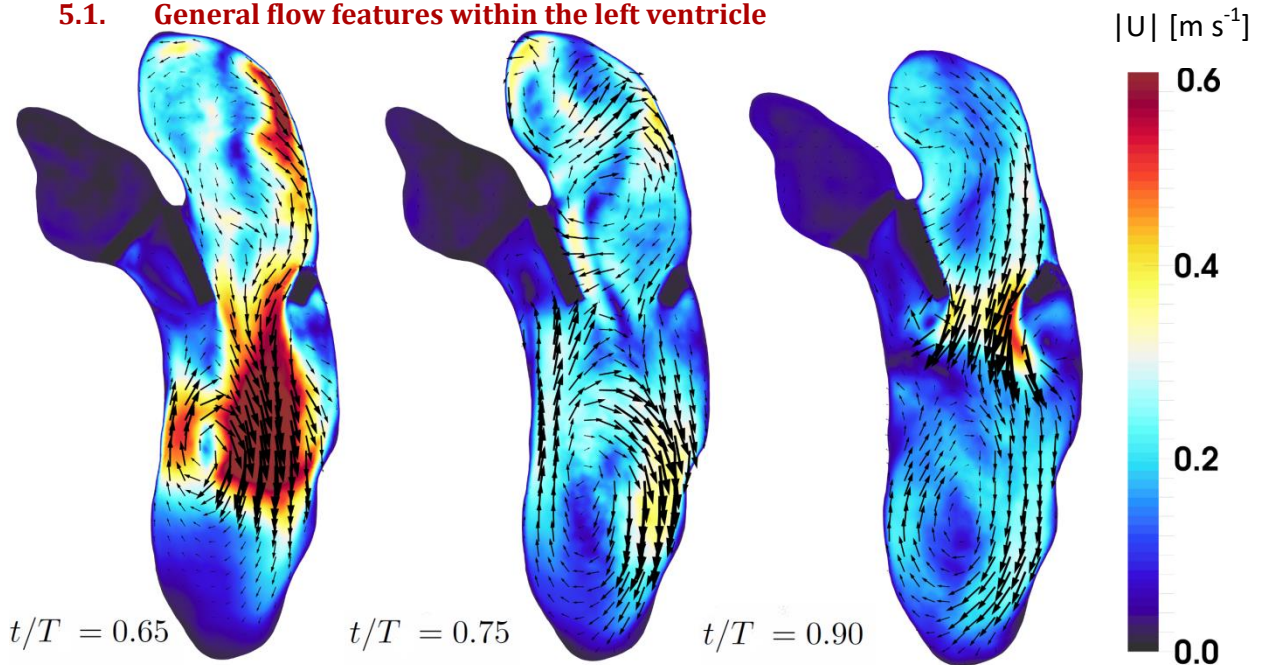 5.1. General flow features within the left ventricle
|U| [m s⁻¹]
0.6
0.4
0.2
0.0
t/T = 0.65
t/T = 0.75
t/T = 0.90